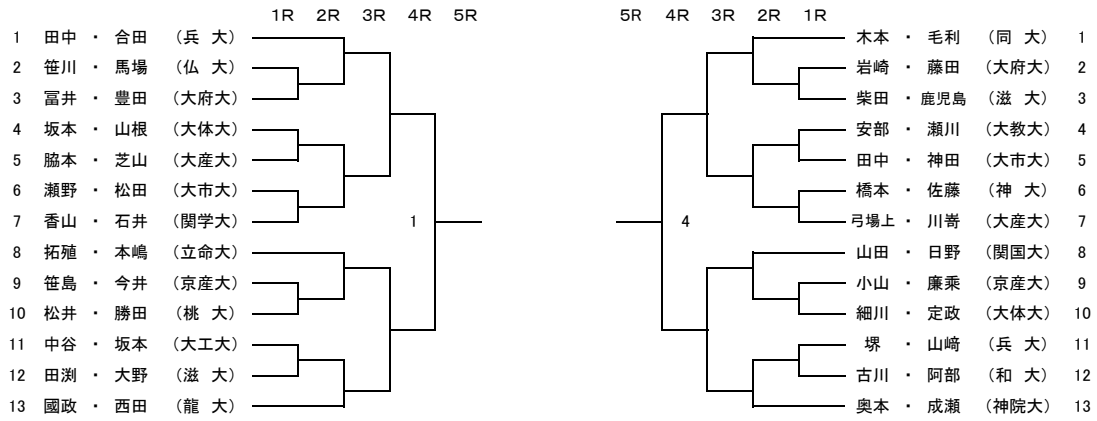 1R 2R 3R 4R 5R 5R 4R 3R 2R 1R
1 田中 ・ 合田 （兵 大） 木本 ・ 毛利 （同 大） 1
2 笹川 ・ 馬場 （仏 大） 岩崎 ・ 藤田 （大府大） 2
3 冨井 ・ 豊田 （大府大） 柴田 ・ 鹿児島 （滋 大） 3
4 坂本 ・ 山根 （大体大） 安部 ・ 瀬川 （大教大） 4
5 脇本 ・ 芝山 （大産大） 田中 ・ 神田 （大市大） 5
6 瀬野 ・ 松田 （大市大） 橋本 ・ 佐藤 （神 大） 6
7 香山 ・ 石井 （関学大） 1 4 弓場上 ・ 川嵜 （大産大） 7
8 拓殖 ・ 本嶋 （立命大） 山田 ・ 日野 （関国大） 8
9 笹島 ・ 今井 （京産大） 小山 ・ 廉乗 （京産大） 9
10 松井 ・ 勝田 （桃 大） 細川 ・ 定政 （大体大） 10
11 中谷 ・ 坂本 （大工大） 堺 ・ 山﨑 （兵 大） 11
12 田渕 ・ 大野 （滋 大） 古川 ・ 阿部 （和 大） 12
13 國政 ・ 西田 （龍 大） 奥本 ・ 成瀬 （神院大） 13